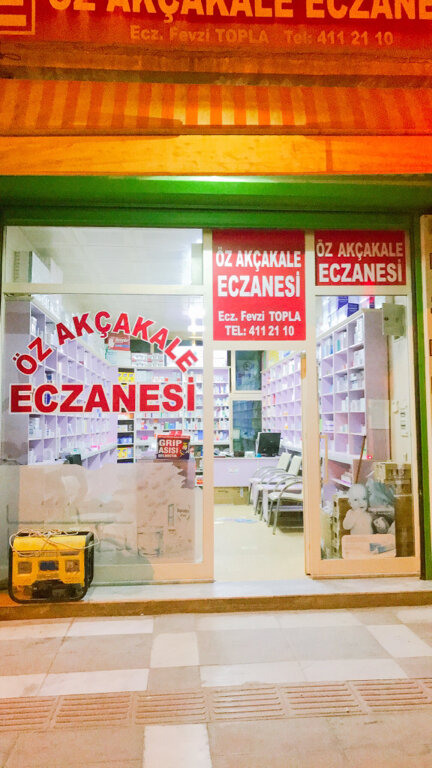 ÖZ AKÇAKALE ECZANESİ
Ecz. Fevzi TOPLA Tel: 411 21 10
ÖZ AKÇAKALE
ECZANESİ
Ecz. Fevzi TOPLA
TEL: 411 21 10
ÖZ AKÇAKALE
ECZANESİ
ÖZ AKÇAKALE
ECZANESİ
GRİP
AŞISI